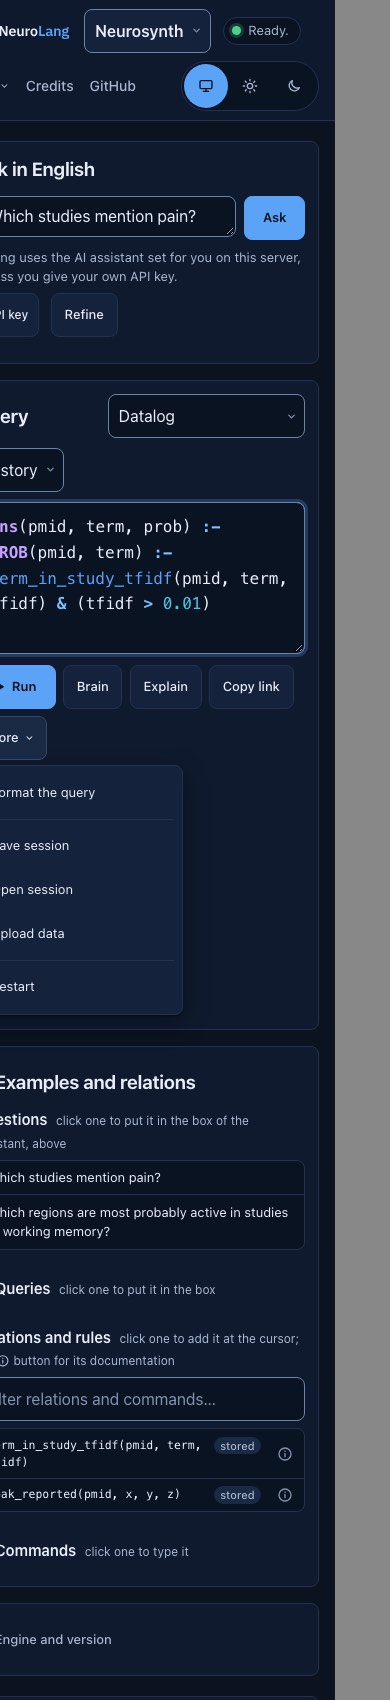 NeuroLang Neurosynth Ready.
Credits GitHub
k in English
hich studies mention pain? Ask
ng uses the AI assistant set for you on this server,
ss you give your own API key.
PI key Refine
ery Datalog
story
ns(pmid, term, prob) :-
ROB(pmid, term) :-
erm_in_study_tfidf(pmid, term,
fidf) & (tfidf > 0.01)
Run Brain Explain Copy link
ore
ormat the query
ave session
pen session
pload data
estart
Examples and relations
estions click one to put it in the box of the
stant, above
hich studies mention pain?
hich regions are most probably active in studies
working memory?
Queries click one to put it in the box
ations and rules click one to add it at the cursor;
button for its documentation
lter relations and commands...
rm_in_study_tfidf(pmid, term, stored
idf)
ak_reported(pmid, x, y, z) stored
Commands click one to type it
Engine and version